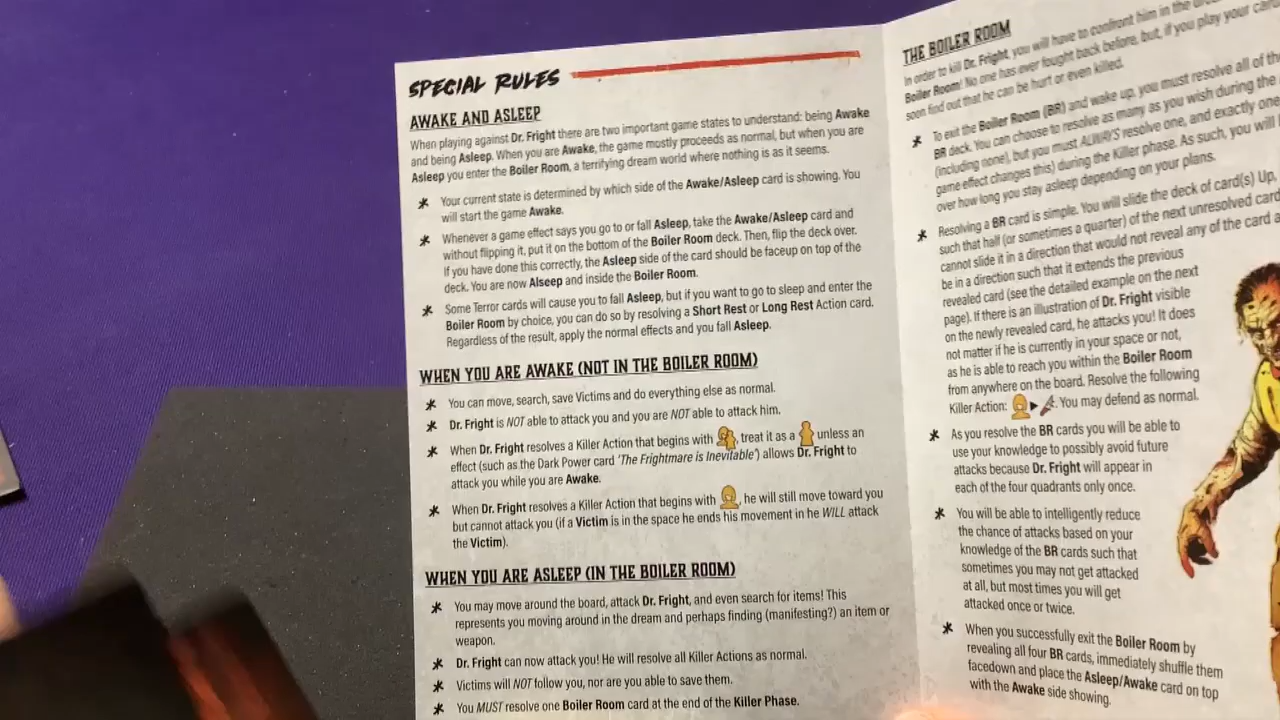 SPECIAL RULES
AWAKE AND ASLEEP
When playing against Dr. Fright there are two important game states to understand: being Awake
and being Asleep. When you are Awake, the game mostly proceeds as normal, but when you are
Asleep you enter the Boiler Room, a terrifying dream world where nothing is as it seems.
* Your current state is determined by which side of the Awake/Asleep card is showing. You
will start the game Awake.
* Whenever a game effect says you go to or fall Asleep, take the Awake/Asleep card and
without flipping it, put it on the bottom of the Boiler Room deck. Then, flip the deck over.
If you have done this correctly, the Asleep side of the card should be faceup on top of the
deck. You are now Alseep and inside the Boiler Room.
* Some Terror cards will cause you to fall Asleep, but if you want to go to sleep and enter the
Boiler Room by choice, you can do so by resolving a Short Rest or Long Rest Action card.
Regardless of the result, apply the normal effects and you fall Asleep.
WHEN YOU ARE AWAKE (NOT IN THE BOILER ROOM)
* You can move, search, save Victims and do everything else as normal.
* Dr. Fright is NOT able to attack you and you are NOT able to attack him.
* When Dr. Fright resolves a Killer Action that begins with , treat it as a unless an
effect (such as the Dark Power card 'The Frightmare is Inevitable') allows Dr. Fright to
attack you while you are Awake.
* When Dr. Fright resolves a Killer Action that begins with , he will still move toward you
but cannot attack you (if a Victim is in the space he ends his movement in he WILL attack
the Victim).
WHEN YOU ARE ASLEEP (IN THE BOILER ROOM)
* You may move around the board, attack Dr. Fright, and even search for items! This
represents you moving around in the dream and perhaps finding (manifesting?) an item or
weapon.
* Dr. Fright can now attack you! He will resolve all Killer Actions as normal.
* Victims will NOT follow you, nor are you able to save them.
* You MUST resolve one Boiler Room card at the end of the Killer Phase.
THE BOILER ROOM
In order to kill Dr. Fright, you will have to confront him in the
Boiler Room! No one has ever fought back before, but, if you play your
soon find out that he can be hurt or even killed.
* To exit the Boiler Room (BR) and wake up, you must resolve all of the
BR deck. You can choose to resolve as many as you wish during the
(including none), but you must ALWAYS resolve one, and exactly one
game effect changes this) during the Killer phase. As such, you will
over how long you stay asleep depending on your plans.
* Resolving a BR card is simple. You will slide the deck of card(s) Up,
such that half (or sometimes a quarter) of the next unresolved card
cannot slide it in a direction that would not reveal any of the card
be in a direction such that it extends the previous
revealed card (see the detailed example on the next
page). If there is an illustration of Dr. Fright visible
on the newly revealed card, he attacks you! It does
not matter if he is currently in your space or not,
as he is able to reach you within the Boiler Room
from anywhere on the board. Resolve the following
Killer Action: . You may defend as normal.
* As you resolve the BR cards you will be able to
use your knowledge to possibly avoid future
attacks because Dr. Fright will appear in
each of the four quadrants only once.
* You will be able to intelligently reduce
the chance of attacks based on your
knowledge of the BR cards such that
sometimes you may not get attacked
at all, but most times you will get
attacked once or twice.
* When you successfully exit the Boiler Room by
revealing all four BR cards, immediately shuffle them
facedown and place the Asleep/Awake card on top
with the Awake side showing.